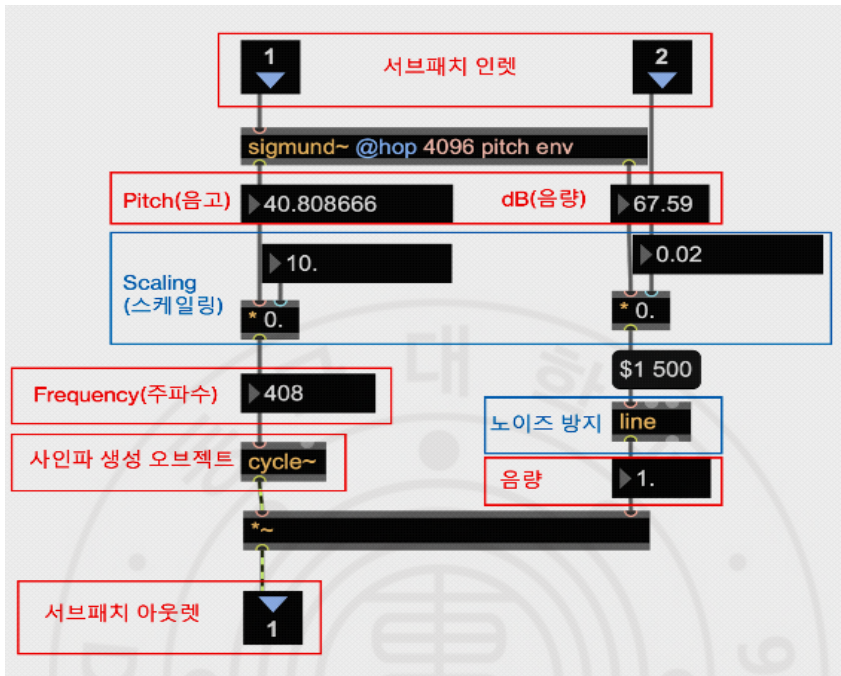 1
서브패치 인렛
2
sigmund~ @hop 4096 pitch env
Pitch(음고)
40.808666
dB(음량)
67.59
Scaling
(스케일링)
10.
0.02
* 0.
* 0.
$1 500
Frequency(주파수)
408
노이즈 방지
line
사인파 생성 오브젝트
cycle~
음량
1.
*~
서브패치 아웃렛
1